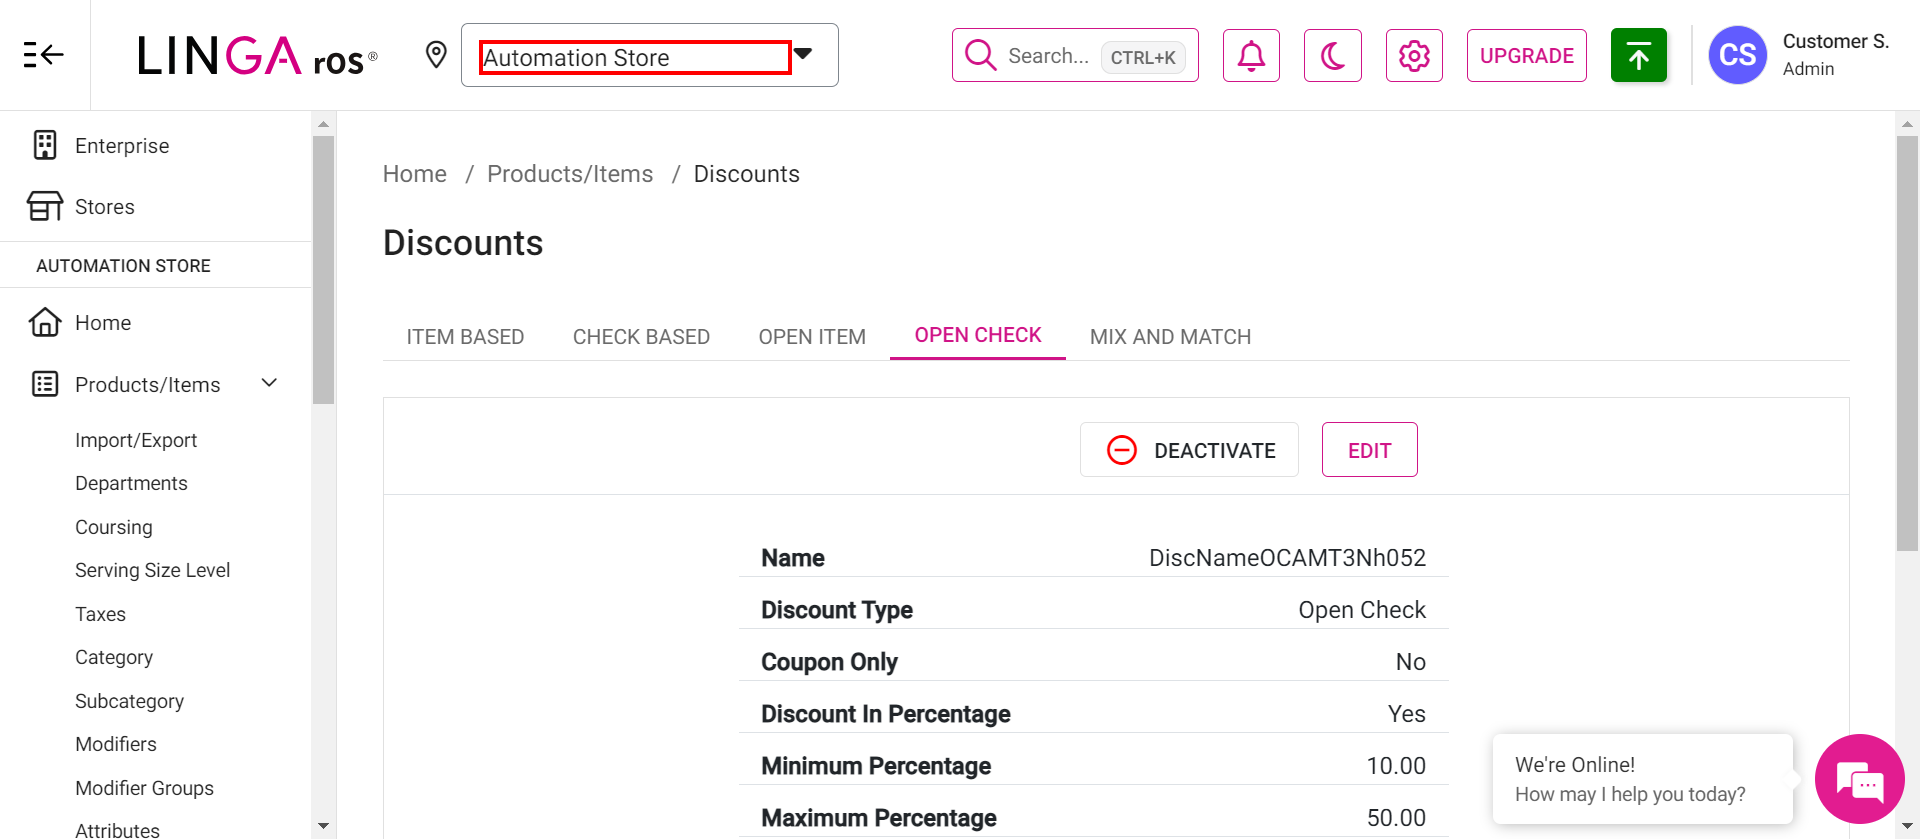 LINGA ros®
Automation Store
Search... CTRL+K
UPGRADE
CS
Customer S.
Admin
Enterprise
Stores
AUTOMATION STORE
Home
Products/Items
Import/Export
Departments
Coursing
Serving Size Level
Taxes
Category
Subcategory
Modifiers
Modifier Groups
Attributes
Home / Products/Items / Discounts
Discounts
ITEM BASED CHECK BASED OPEN ITEM OPEN CHECK MIX AND MATCH
DEACTIVATE EDIT
Name DiscNameOCAMT3Nh052
Discount Type Open Check
Coupon Only No
Discount In Percentage Yes
Minimum Percentage 10.00
Maximum Percentage 50.00
We're Online!
How may I help you today?